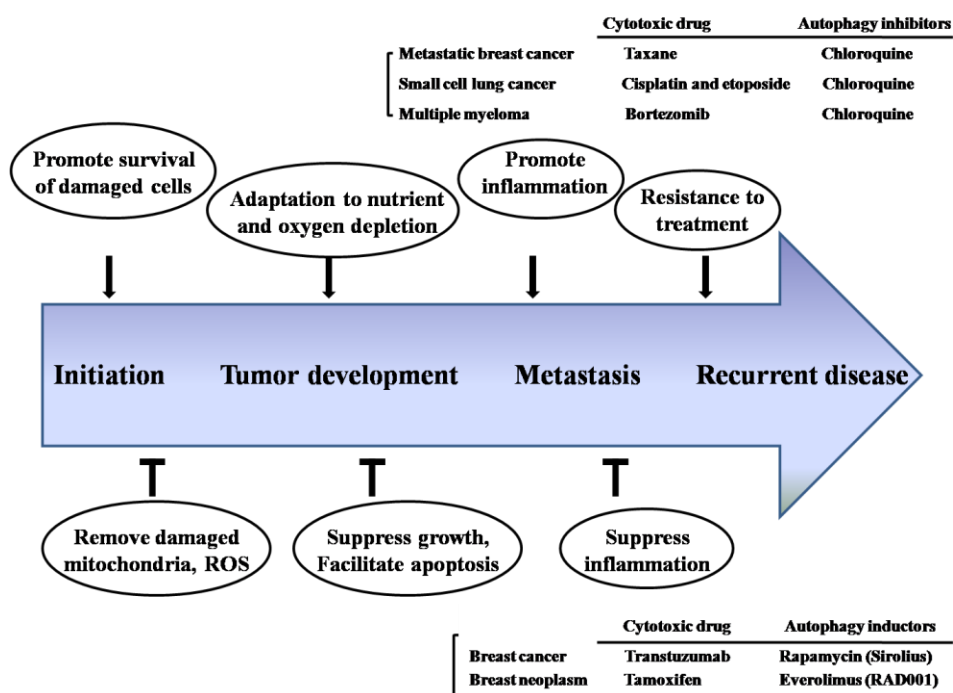 Cytotoxic drug Autophagy inhibitors
Metastatic breast cancer Taxane Chloroquine
Small cell lung cancer Cisplatin and etoposide Chloroquine
Multiple myeloma Bortezomib Chloroquine
Promote survival
of damaged cells
Adaptation to nutrient
and oxygen depletion
Promote
inflammation
Resistance to
treatment
Initiation Tumor development Metastasis Recurrent disease
Remove damaged
mitochondria, ROS
Suppress growth,
Facilitate apoptosis
Suppress
inflammation
Cytotoxic drug Autophagy inductors
Breast cancer Transtuzumab Rapamycin (Sirolius)
Breast neoplasm Tamoxifen Everolimus (RAD001)